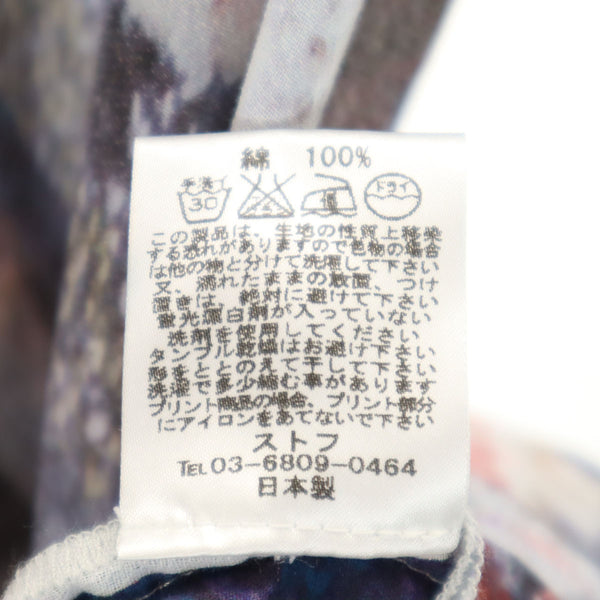 綿 100%
手洗
30
ドライ
この製品は、生地の性質上移染
する恐れがありますので色物の場合
は他の物と分けて洗濯して下さい
又、濡れたままの放置、つけ
置きは、絶対に避けて下さい
蛍光漂白剤が入っていない
洗剤を使用してください
タンブル乾燥はお避け下さい
形をととのえて干して下さい
洗濯で多少縮む事があります
プリント商品の場合、プリント部分
にアイロンをあてないで下さい
ストフ
TEL 03-6809-0464
日本製